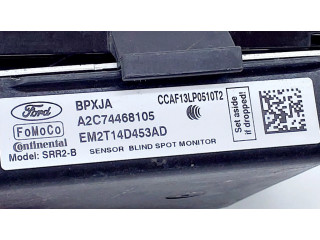 Ford
BPXJA
CCAF13LP0510T2
FoMoCo
A2C74468105
Continental
EM2T14D453AD
Model: SRR2-B
SENSOR BLIND SPOT MONITOR
Set aside
if dropped!